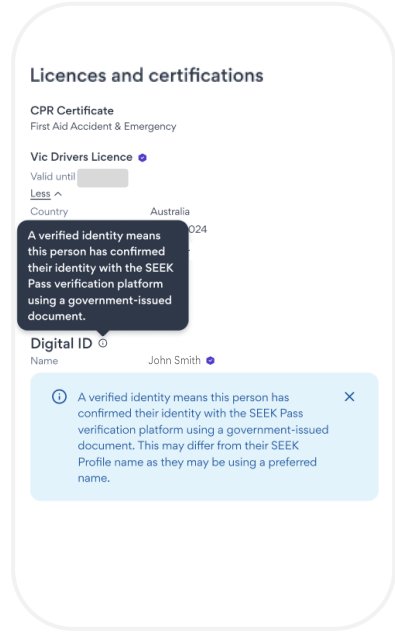 Licences and certifications
CPR Certificate
First Aid Accident & Emergency
Vic Drivers Licence
Valid until
Less
Country Australia
024
A verified identity means
this person has confirmed
their identity with the SEEK
Pass verification platform
using a government-issued
document.
Digital ID
Name John Smith
A verified identity means this person has
confirmed their identity with the SEEK Pass
verification platform using a government-issued
document. This may differ from their SEEK
Profile name as they may be using a preferred
name.